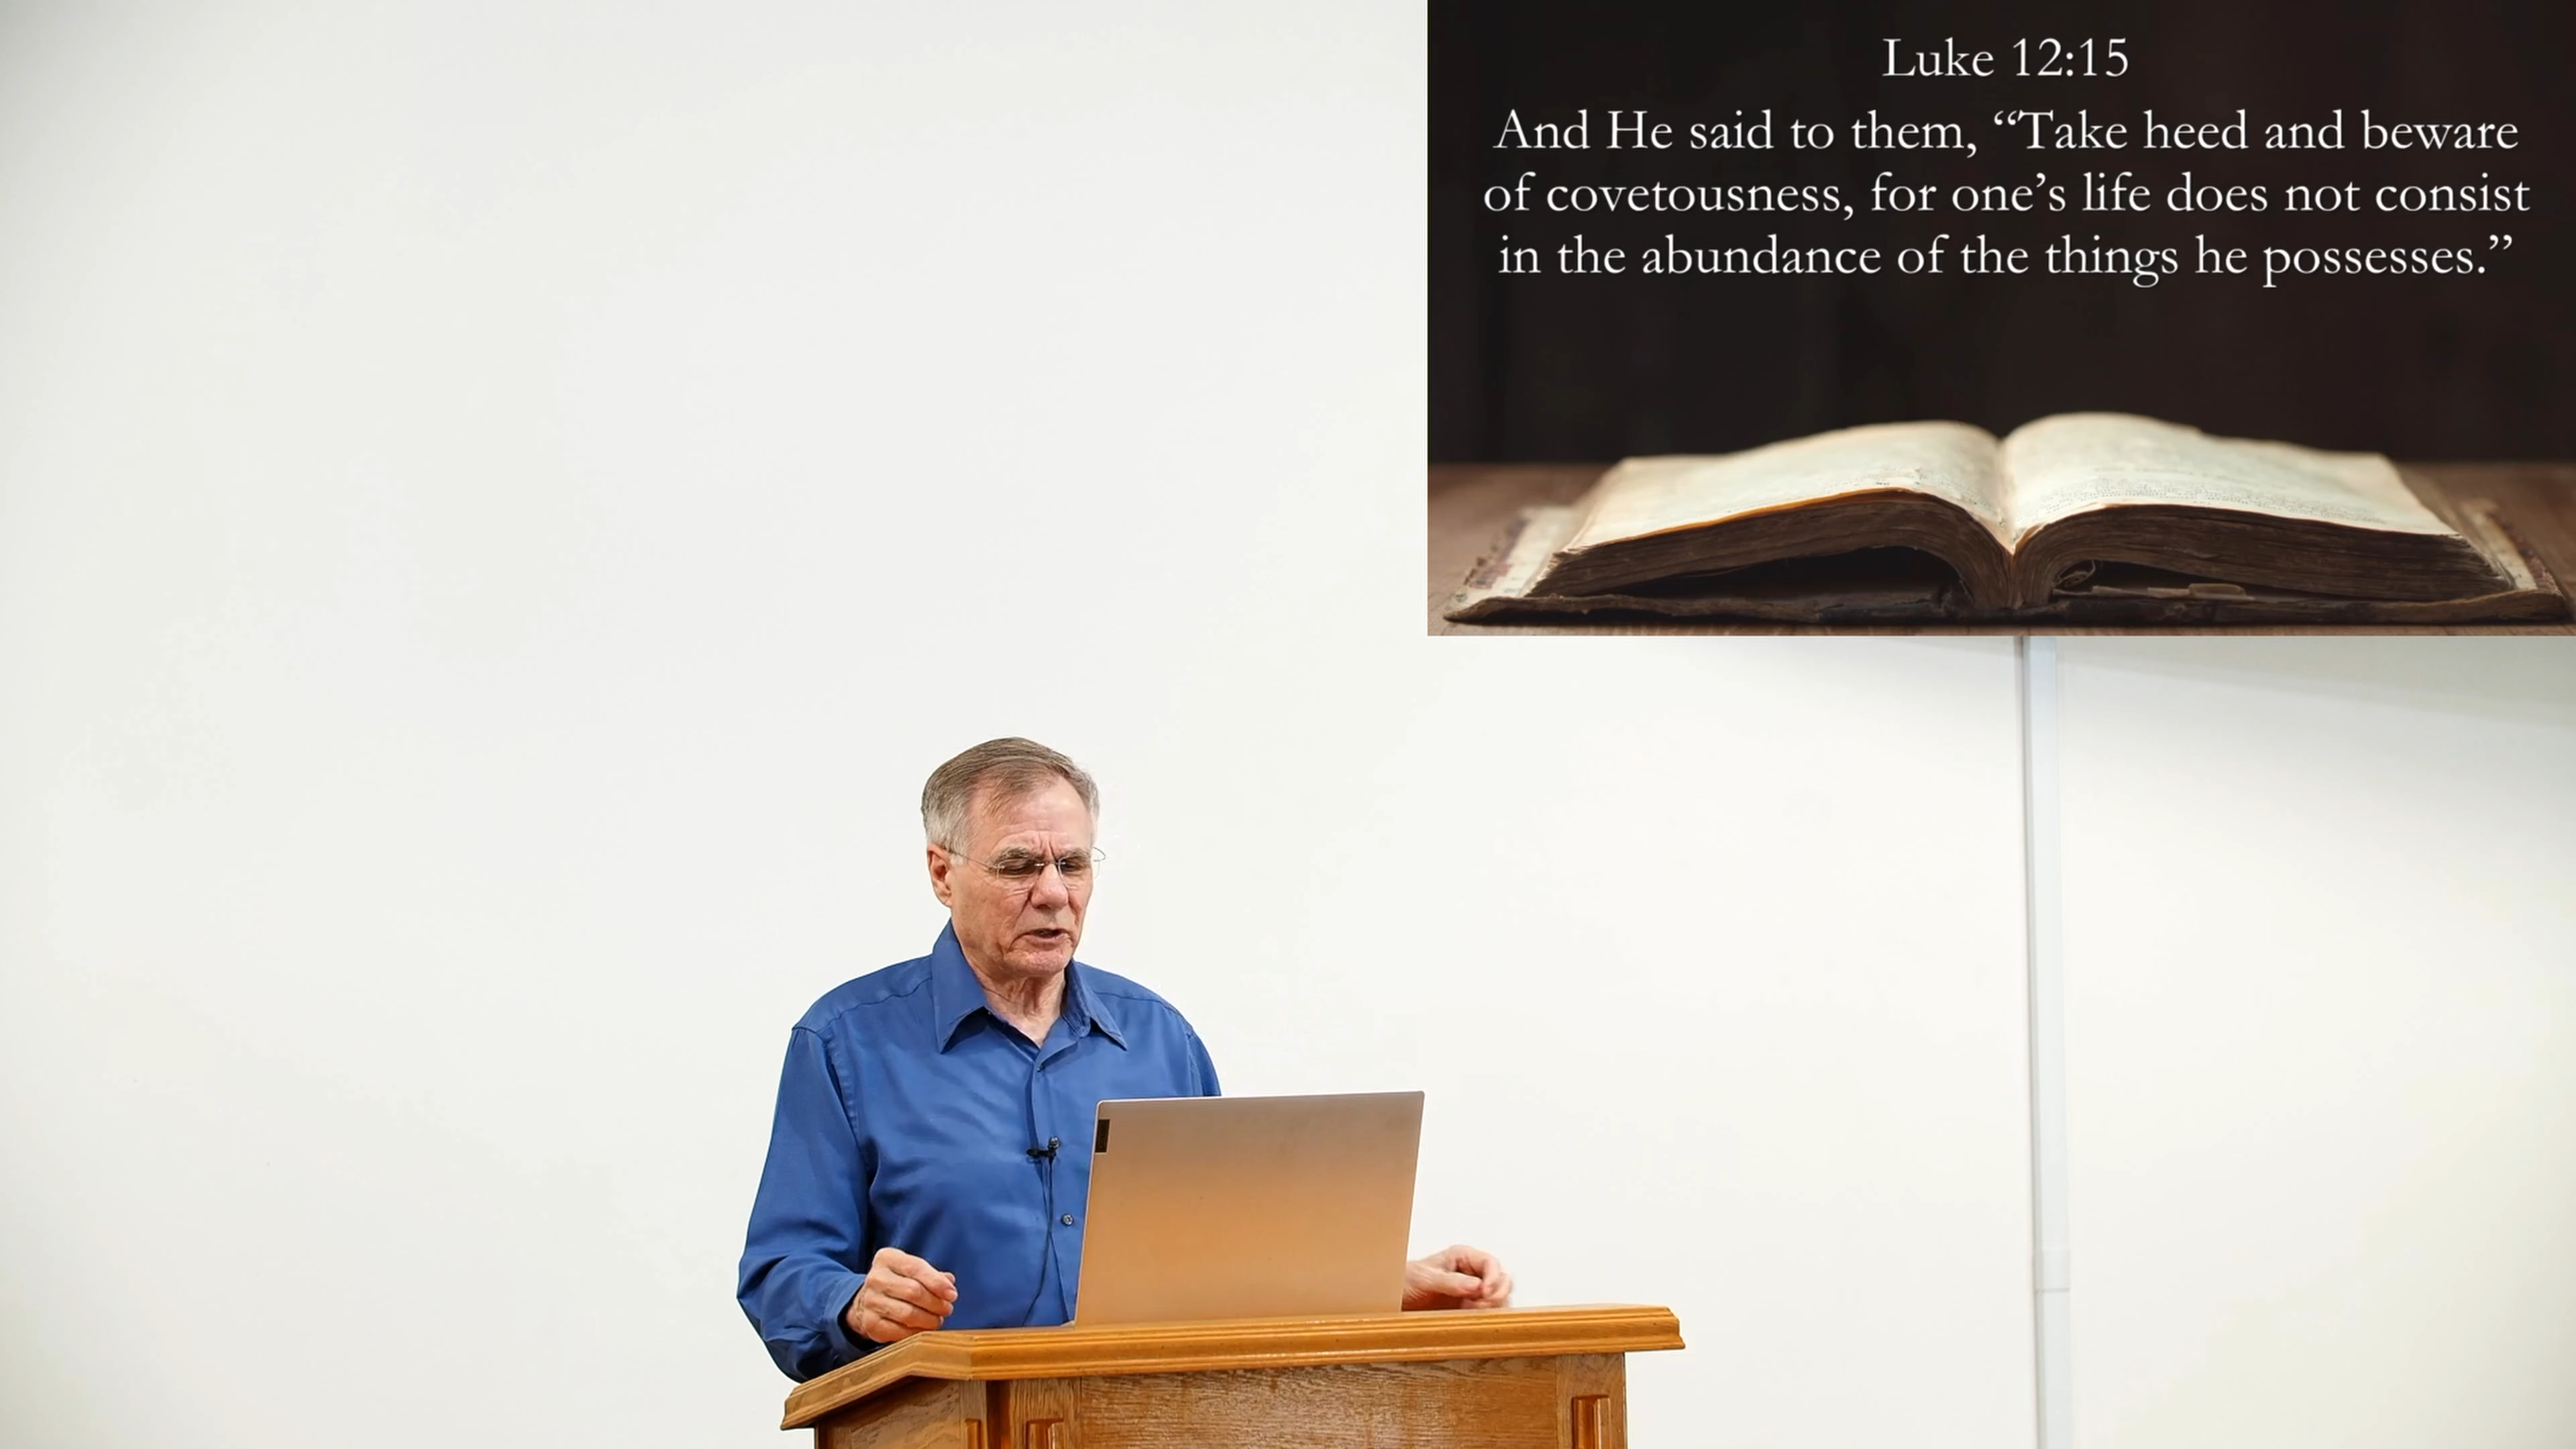 Luke 12:15
And He said to them, “Take heed and beware
of covetousness, for one’s life does not consist
in the abundance of the things he possesses.”